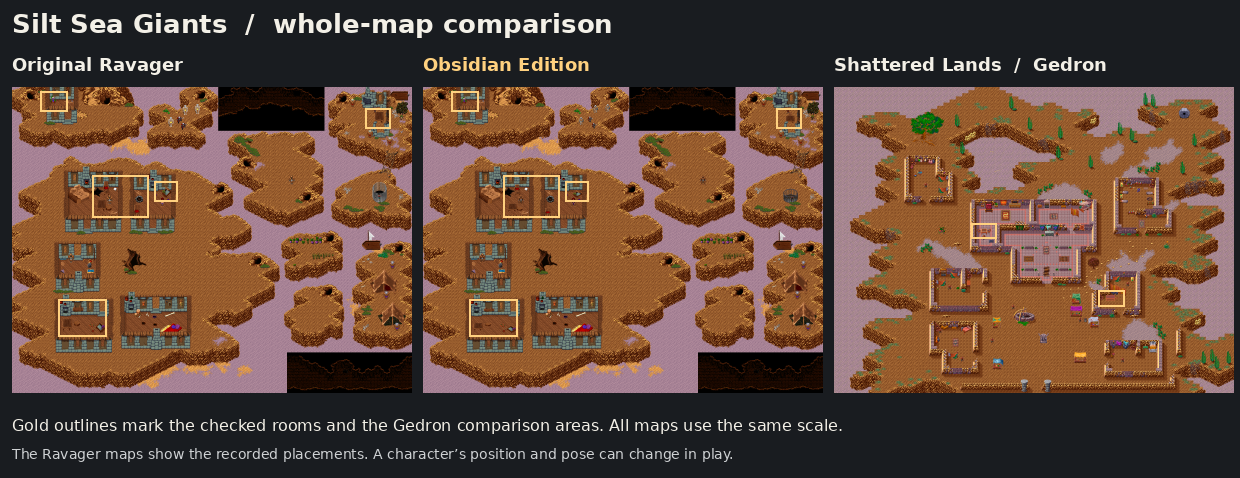 Silt Sea Giants / whole-map comparison
Original Ravager
Obsidian Edition
Shattered Lands / Gedron
Gold outlines mark the checked rooms and the Gedron comparison areas. All maps use the same scale.
The Ravager maps show the recorded placements. A character’s position and pose can change in play.